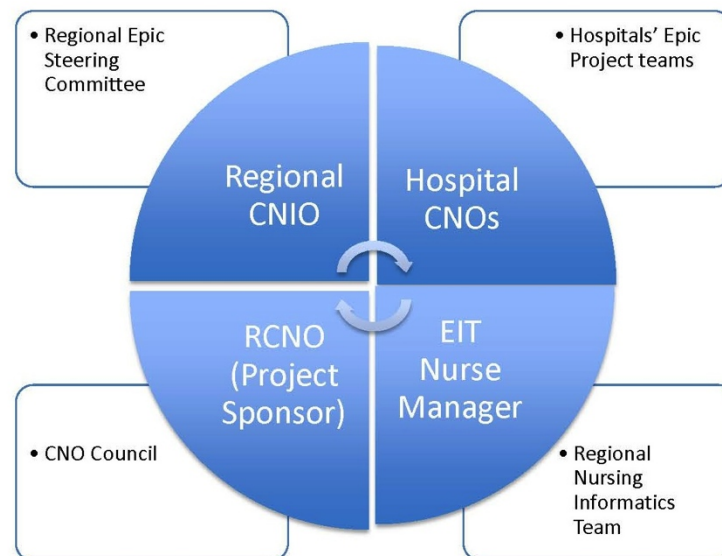 • Regional Epic
Steering
Committee
• Hospitals’ Epic
Project teams
Regional
CNIO
Hospital
CNOs
RCNO
(Project
Sponsor)
EIT
Nurse
Manager
• CNO Council
• Regional
Nursing
Informatics
Team